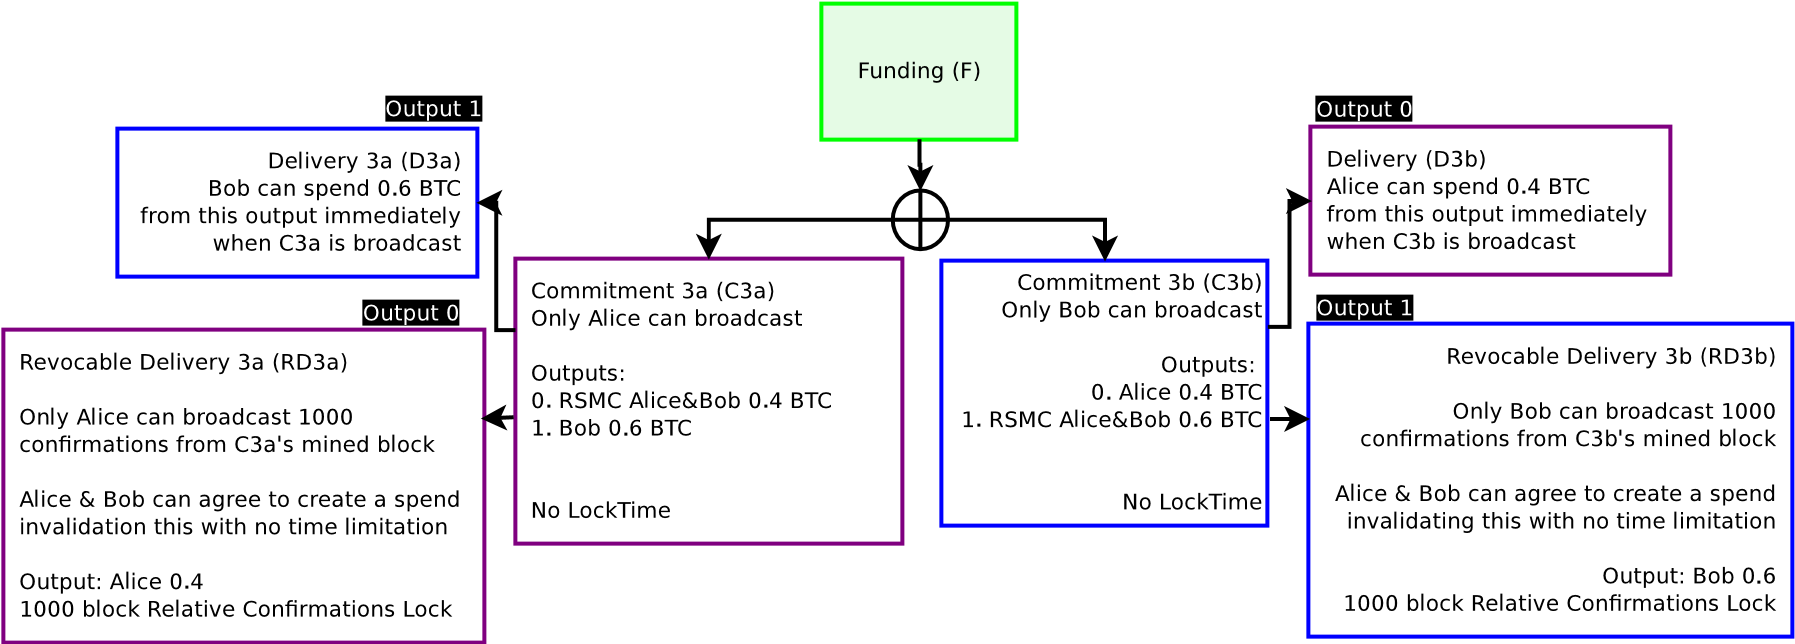 Funding (F)
Output 1
Delivery 3a (D3a)
Bob can spend 0.6 BTC
from this output immediately
when C3a is broadcast
Output 0
Revocable Delivery 3a (RD3a)
Only Alice can broadcast 1000
confirmations from C3a's mined block
Alice & Bob can agree to create a spend
invalidation this with no time limitation
Output: Alice 0.4
1000 block Relative Confirmations Lock
Commitment 3a (C3a)
Only Alice can broadcast
Outputs:
0. RSMC Alice&Bob 0.4 BTC
1. Bob 0.6 BTC
No LockTime
Commitment 3b (C3b)
Only Bob can broadcast
Outputs:
0. Alice 0.4 BTC
1. RSMC Alice&Bob 0.6 BTC
No LockTime
Output 0
Delivery (D3b)
Alice can spend 0.4 BTC
from this output immediately
when C3b is broadcast
Output 1
Revocable Delivery 3b (RD3b)
Only Bob can broadcast 1000
confirmations from C3b's mined block
Alice & Bob can agree to create a spend
invalidating this with no time limitation
Output: Bob 0.6
1000 block Relative Confirmations Lock